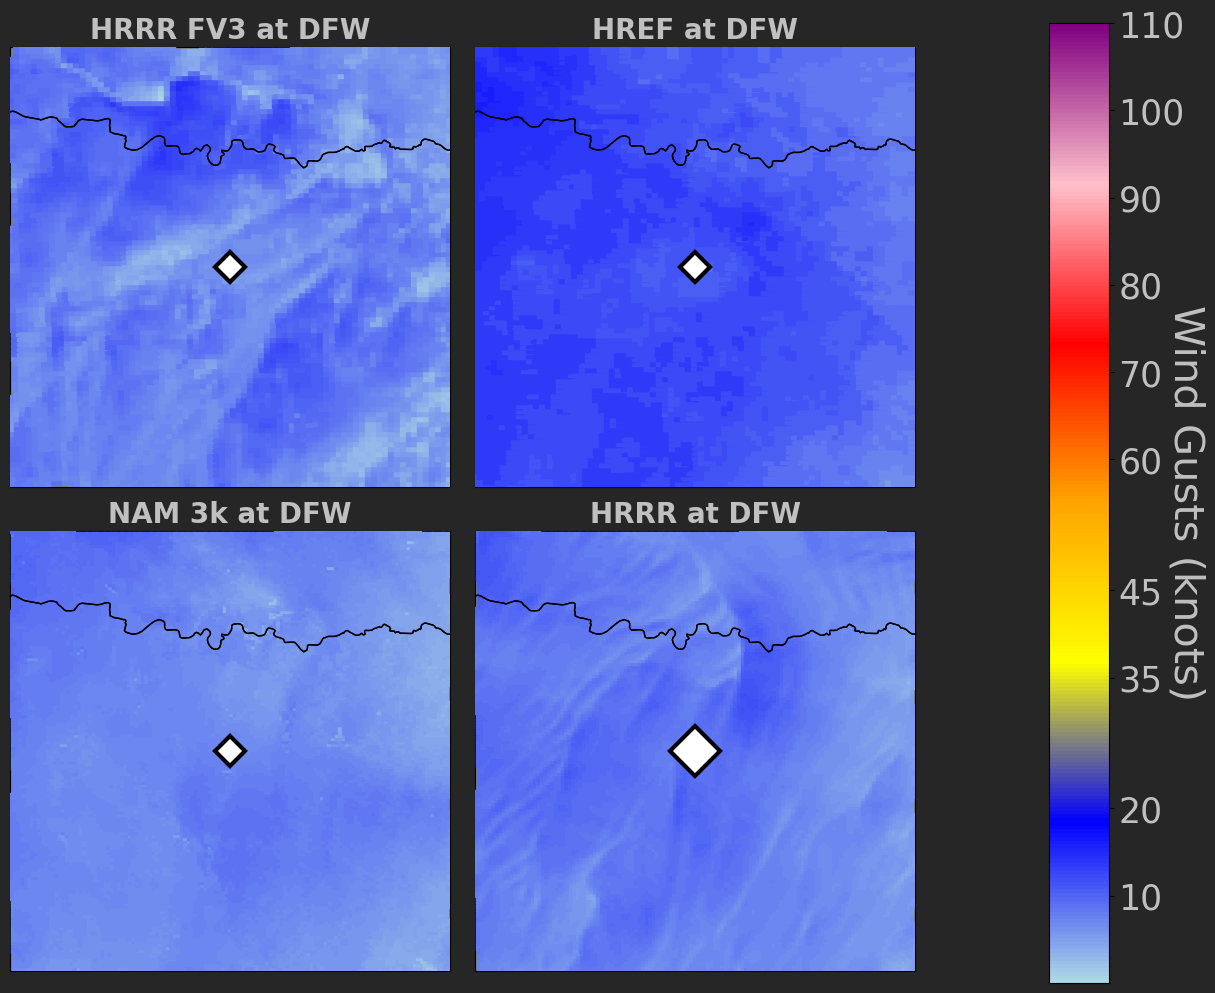 HRRR FV3 at DFW
HREF at DFW
NAM 3k at DFW
HRRR at DFW
110
100
90
80
70
60
45
35
20
10
Wind Gusts (knots)